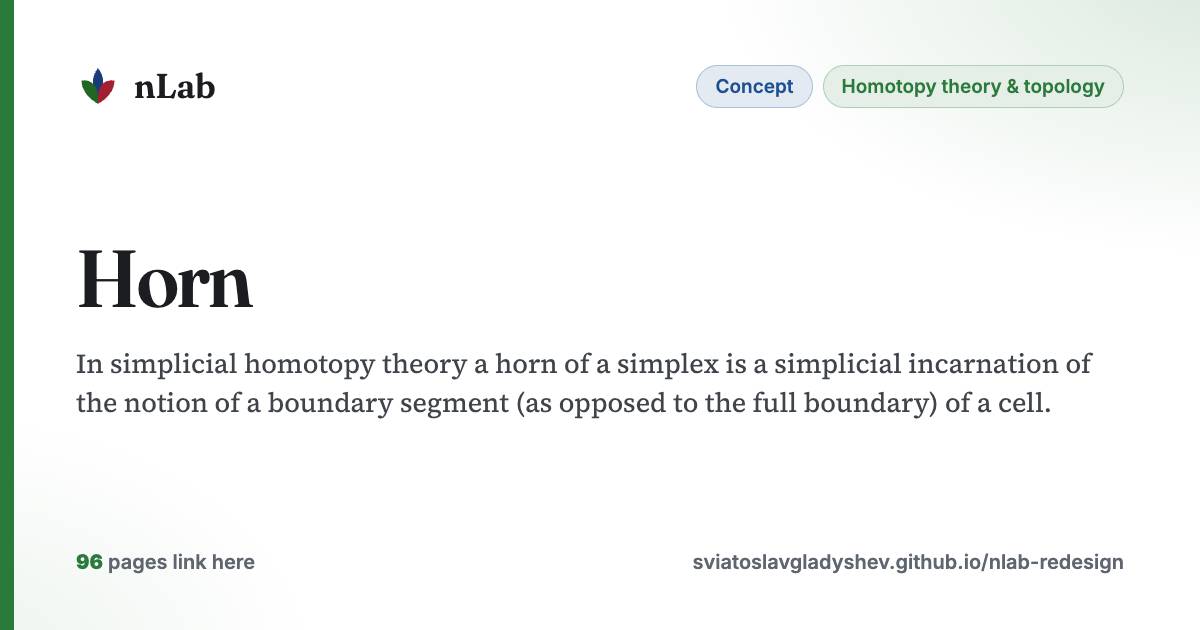 nLab
Concept
Homotopy theory & topology
Horn
In simplicial homotopy theory a horn of a simplex is a simplicial incarnation of
the notion of a boundary segment (as opposed to the full boundary) of a cell.
96 pages link here
sviatoslavgladyshev.github.io/nlab-redesign